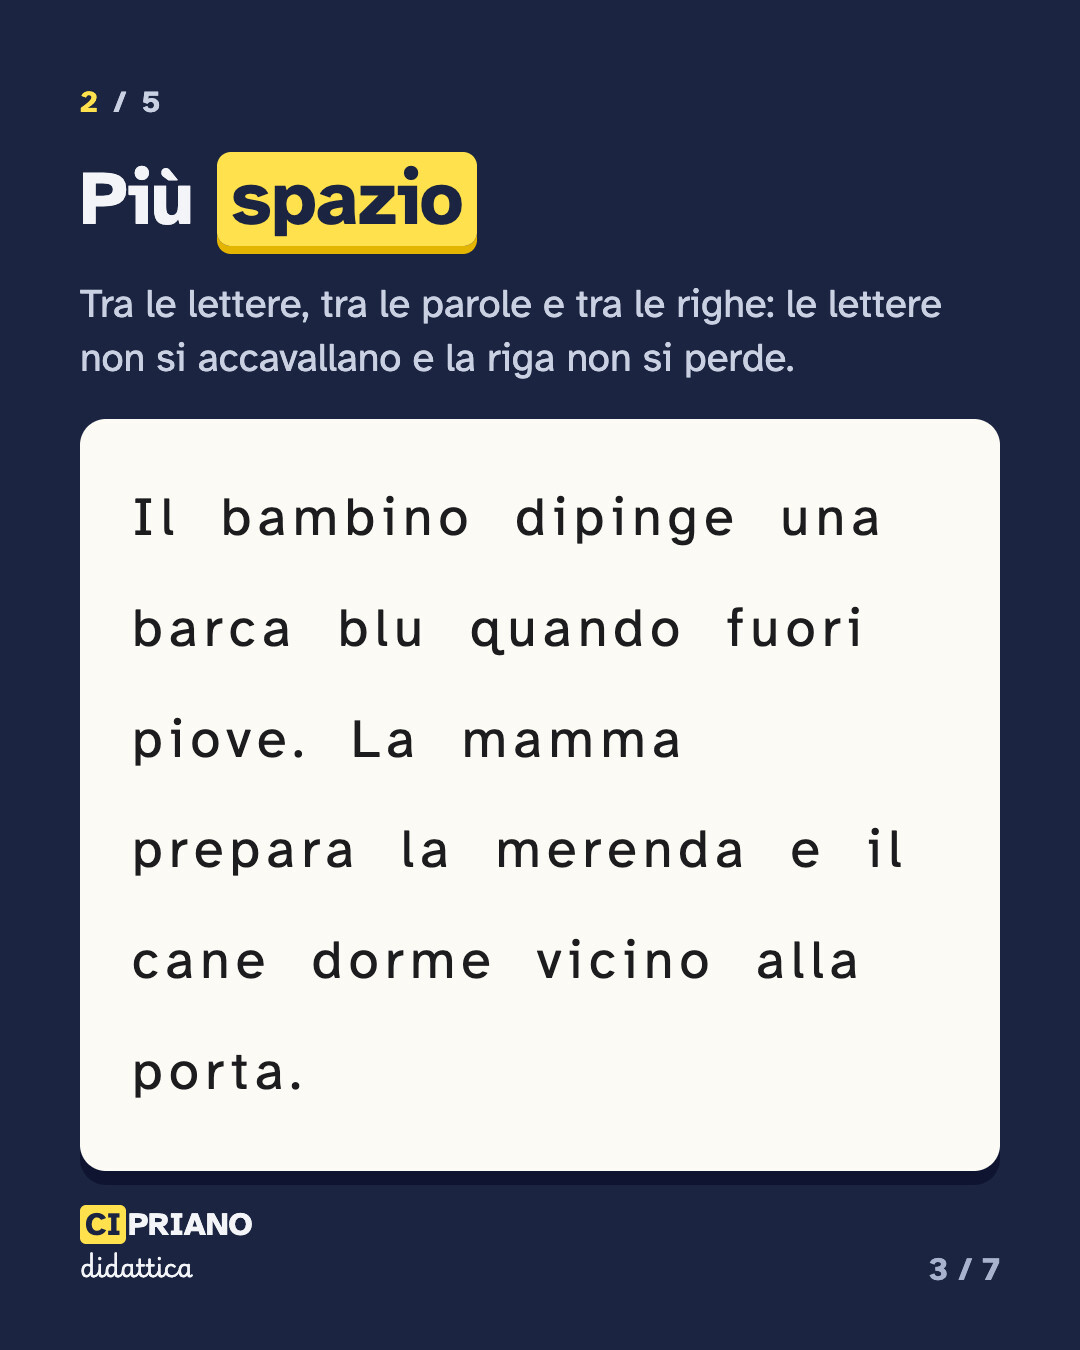 2 / 5
Più spazio
Tra le lettere, tra le parole e tra le righe: le lettere
non si accavallano e la riga non si perde.
Il bambino dipinge una
barca blu quando fuori
piove. La mamma
prepara la merenda e il
cane dorme vicino alla
porta.
CIPRIANO
didattica
3 / 7